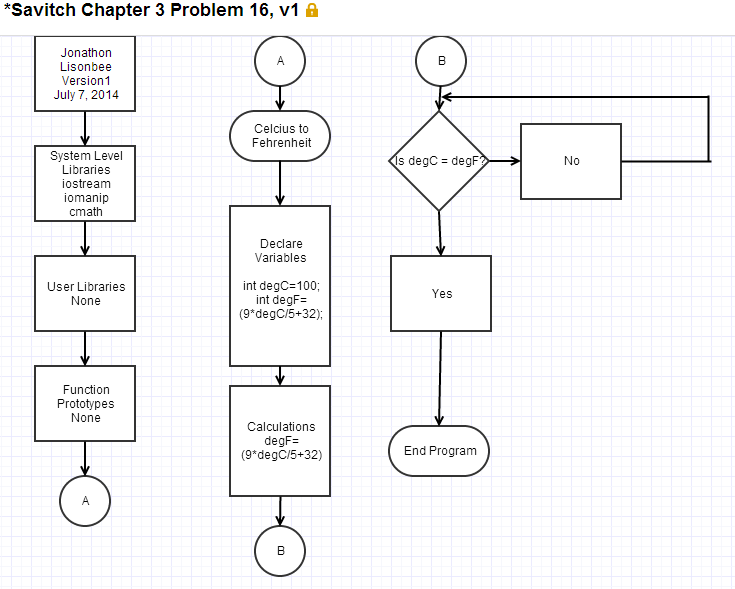 *Savitch Chapter 3 Problem 16, v1
Jonathon
Lisonbee
Version1
July 7, 2014
System Level
Libraries
iostream
iomanip
cmath
User Libraries
None
Function
Prototypes
None
A
A
Celcius to
Fehrenheit
Declare
Variables
int degC=100;
int degF=
(9*degC/5+32);
Calculations
degF=
(9*degC/5+32)
B
B
Is degC = degF?
No
Yes
End Program